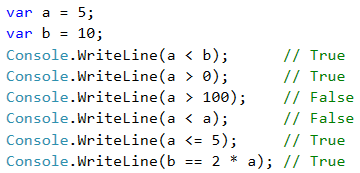 var a = 5;
var b = 10;
Console.WriteLine(a < b);      // True
Console.WriteLine(a > 0);      // True
Console.WriteLine(a > 100);    // False
Console.WriteLine(a < a);      // False
Console.WriteLine(a <= 5);     // True
Console.WriteLine(b == 2 * a); // True